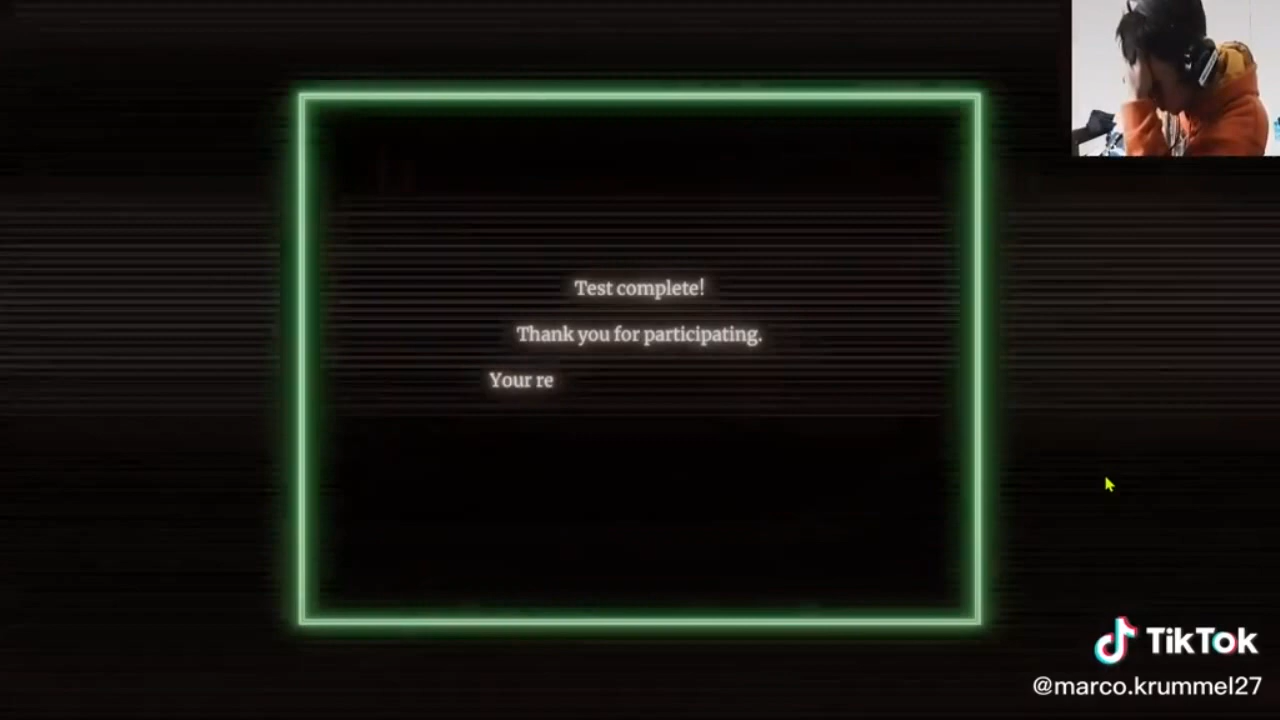 Test complete!
Thank you for participating.
Your re
TikTok
@marco.krummel27